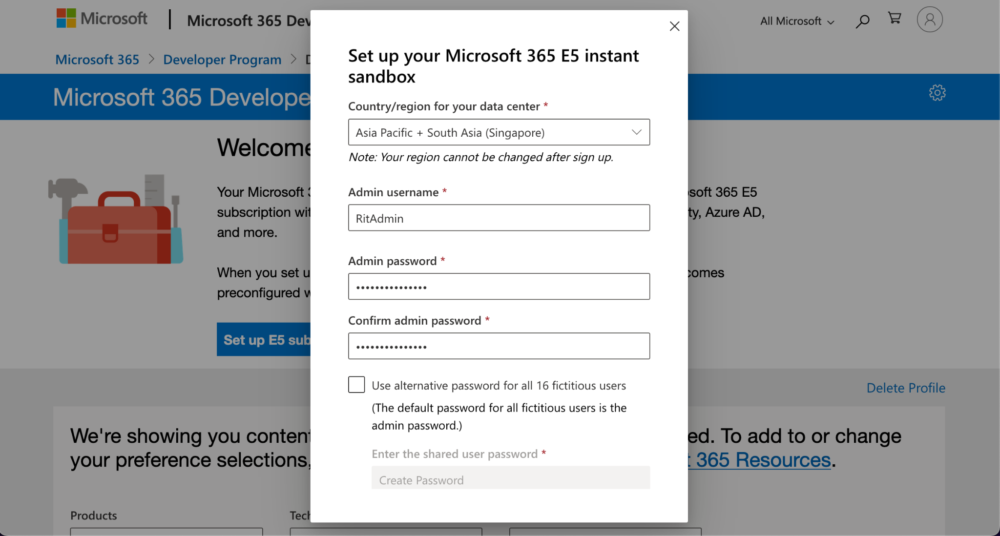 Microsoft
Microsoft 365 Dev
All Microsoft
Microsoft 365 > Developer Program >
Microsoft 365 Develope
Welcome
Your Microsoft
soft 365 E5
subscription wit
ty, Azure AD,
and more.
When you set u
comes
preconfigured w
Set up E5 sub
Delete Profile
We're showing you content
ed. To add to or change
your preference selections,
t 365 Resources.
Products
Tech
Set up your Microsoft 365 E5 instant
sandbox
Country/region for your data center *
Asia Pacific + South Asia (Singapore)
Note: Your region cannot be changed after sign up.
Admin username *
RitAdmin
Admin password *
•••••••••••••••
Confirm admin password *
•••••••••••••••
Use alternative password for all 16 fictitious users
(The default password for all fictitious users is the
admin password.)
Enter the shared user password *
Create Password